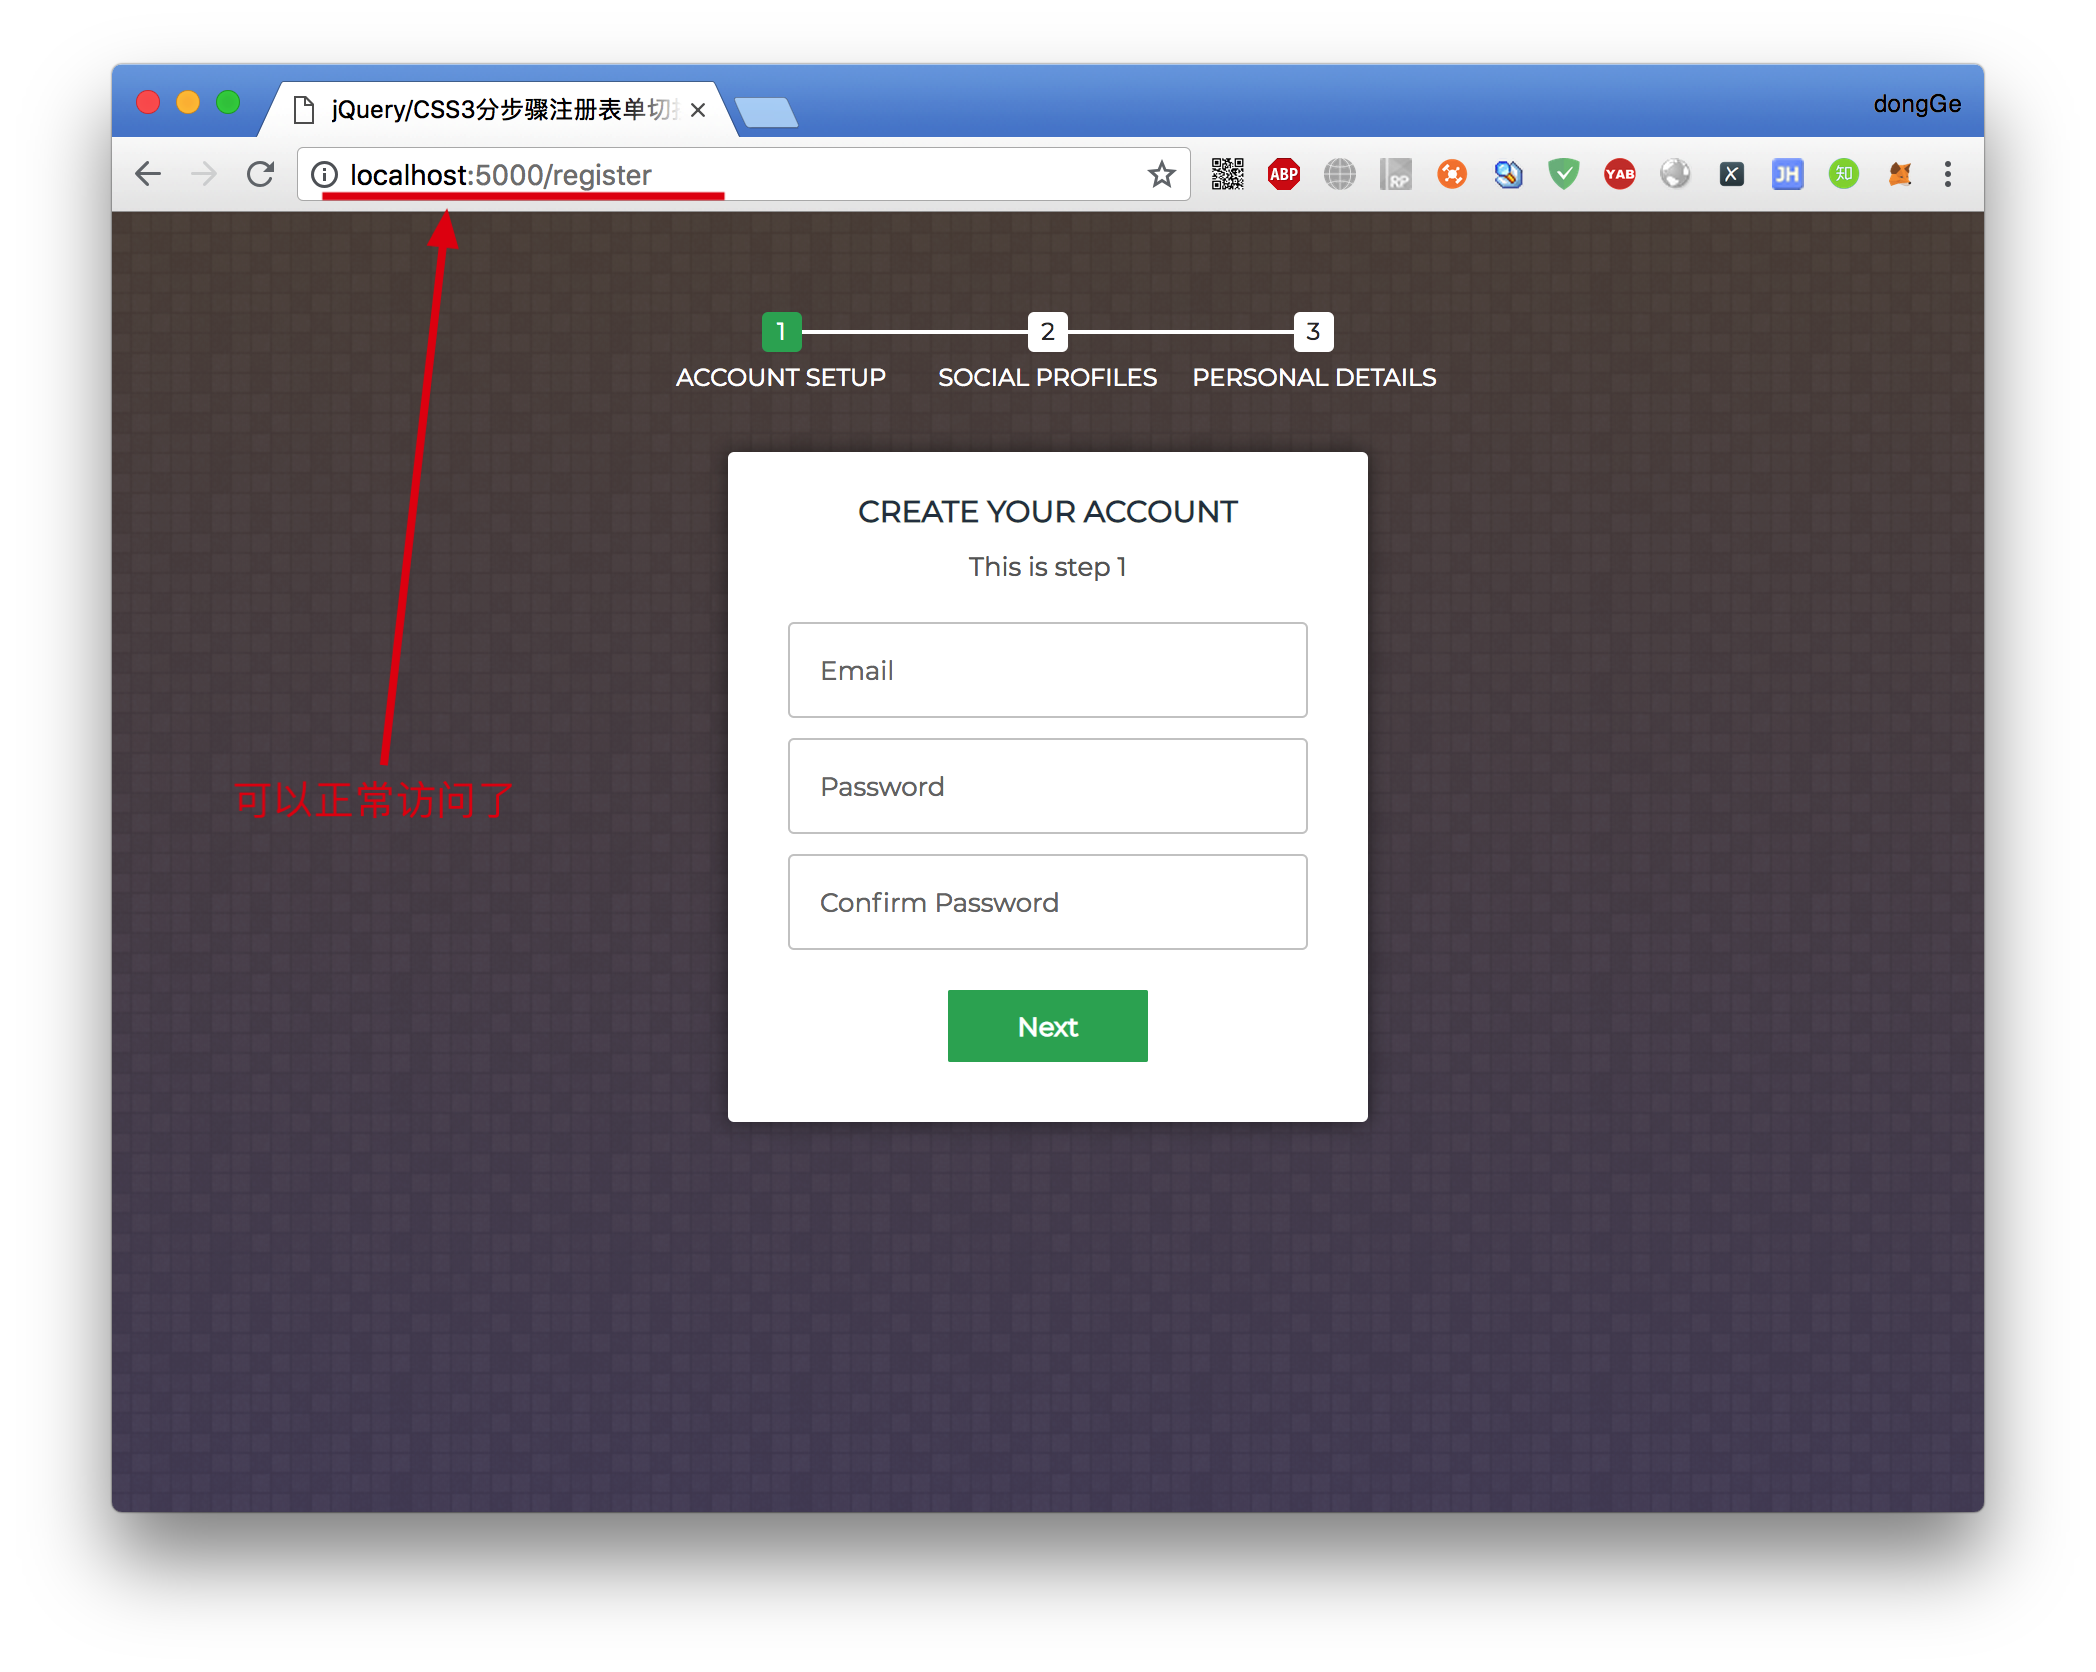 jQuery/CSS3分步骤注册表单切
dongGe
localhost:5000/register
ABP
RP
YAB
X
JH
知
1
2
3
ACCOUNT SETUP
SOCIAL PROFILES
PERSONAL DETAILS
CREATE YOUR ACCOUNT
This is step 1
Email
Password
可以正常访问了
Confirm Password
Next